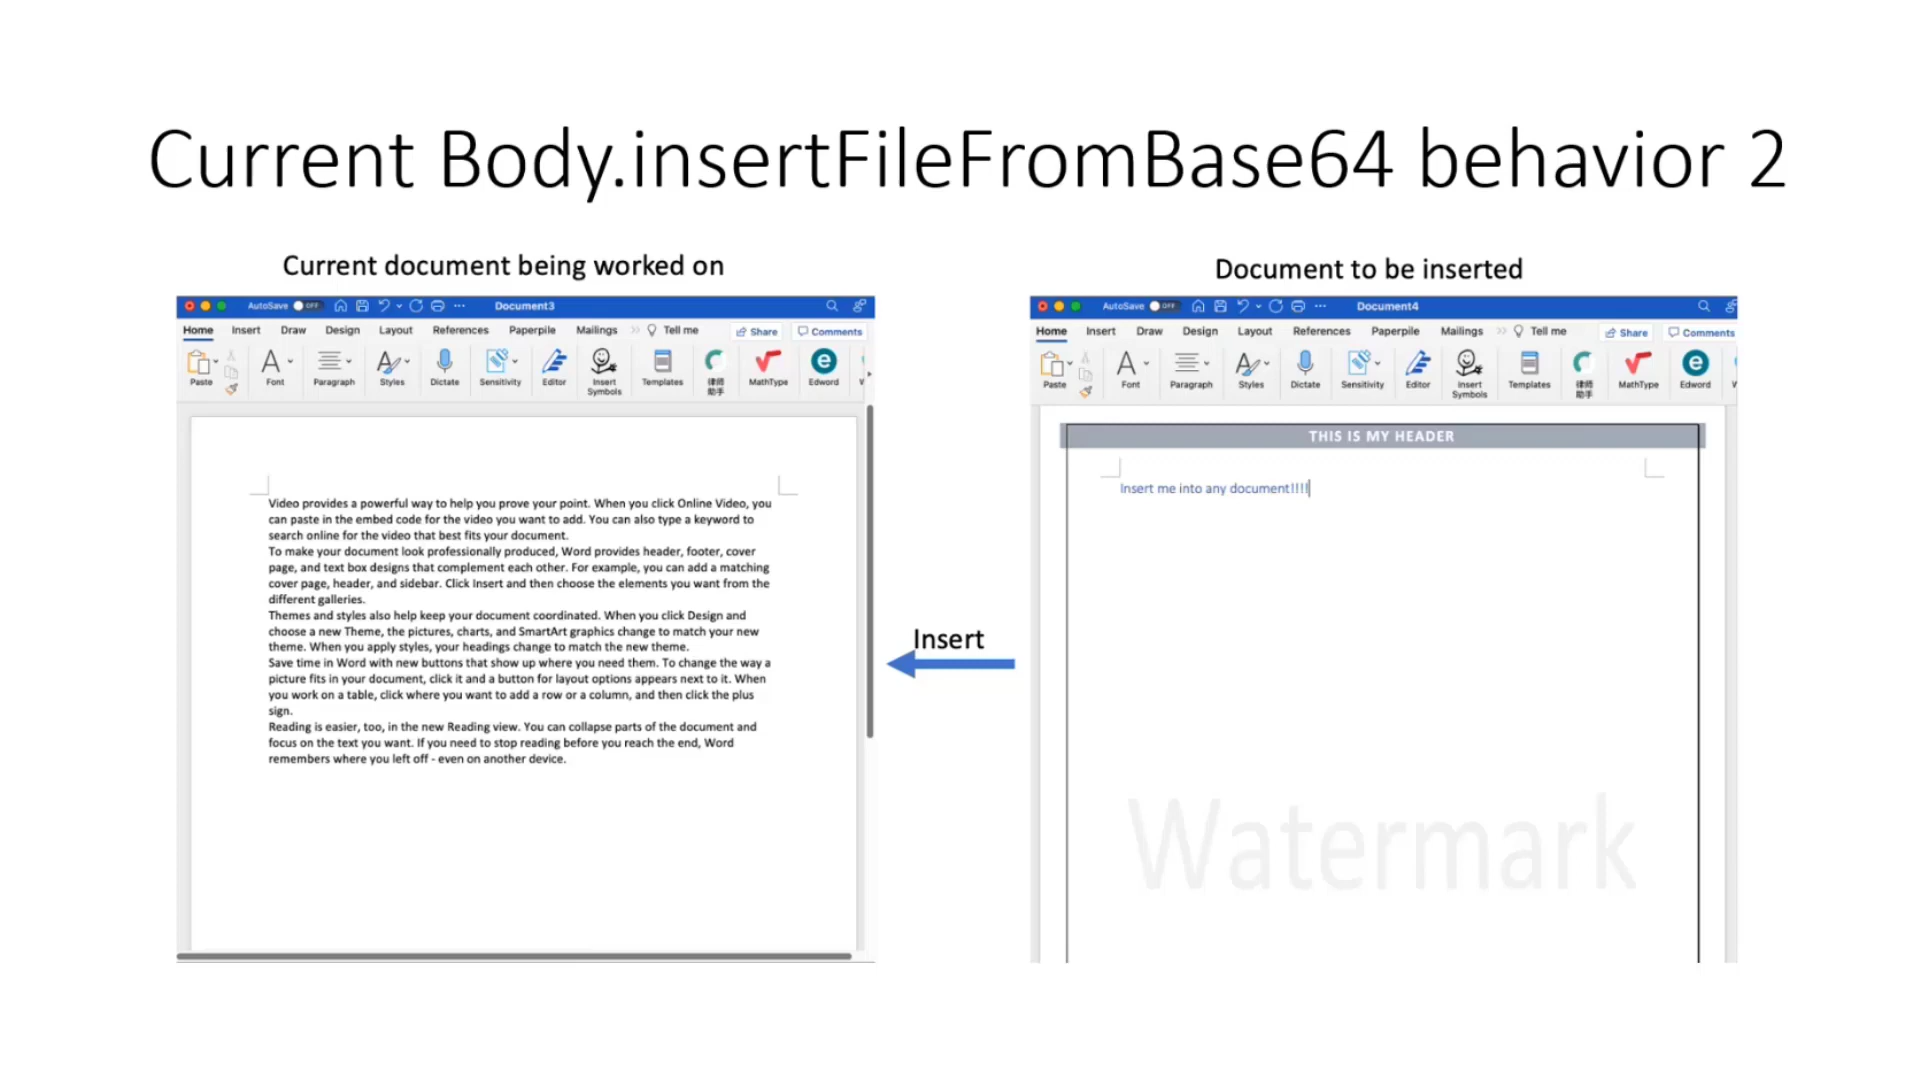 Current Body.insertFileFromBase64 behavior 2
Current document being worked on
AutoSave OFF Document3
Home Insert Draw Design Layout References Paperpile Mailings Tell me Share Comments
Paste Font Paragraph Styles Dictate Sensitivity Editor Insert Symbols Templates 律师助手 MathType Edword
Video provides a powerful way to help you prove your point. When you click Online Video, you
can paste in the embed code for the video you want to add. You can also type a keyword to
search online for the video that best fits your document.
To make your document look professionally produced, Word provides header, footer, cover
page, and text box designs that complement each other. For example, you can add a matching
cover page, header, and sidebar. Click Insert and then choose the elements you want from the
different galleries.
Themes and styles also help keep your document coordinated. When you click Design and
choose a new Theme, the pictures, charts, and SmartArt graphics change to match your new
theme. When you apply styles, your headings change to match the new theme.
Save time in Word with new buttons that show up where you need them. To change the way a
picture fits in your document, click it and a button for layout options appears next to it. When
you work on a table, click where you want to add a row or a column, and then click the plus
sign.
Reading is easier, too, in the new Reading view. You can collapse parts of the document and
focus on the text you want. If you need to stop reading before you reach the end, Word
remembers where you left off - even on another device.
Insert
Document to be inserted
AutoSave OFF Document4
Home Insert Draw Design Layout References Paperpile Mailings Tell me Share Comments
Paste Font Paragraph Styles Dictate Sensitivity Editor Insert Symbols Templates 律师助手 MathType Edword
THIS IS MY HEADER
Insert me into any document!!!!
Watermark